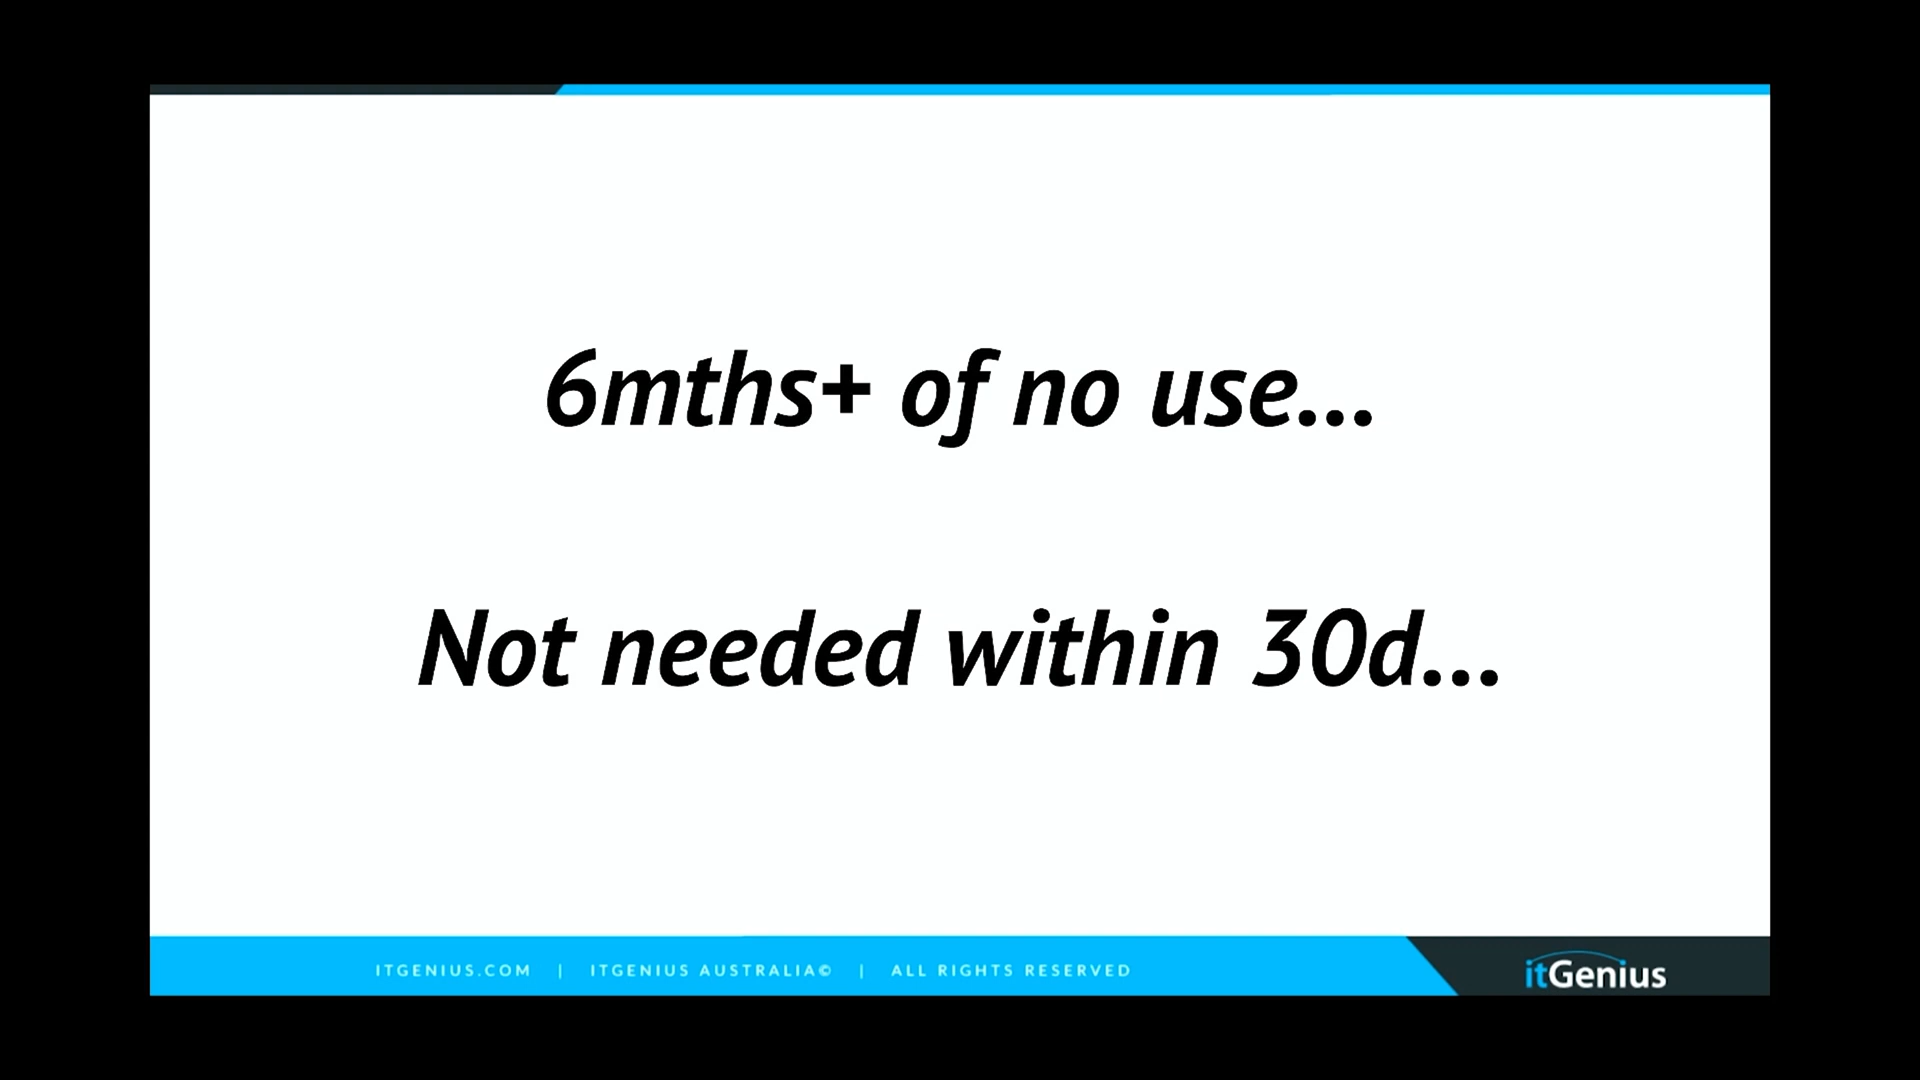 6mths+ of no use...
Not needed within 30d...
ITGENIUS.COM | ITGENIUS AUSTRALIA© | ALL RIGHTS RESERVED
itGenius